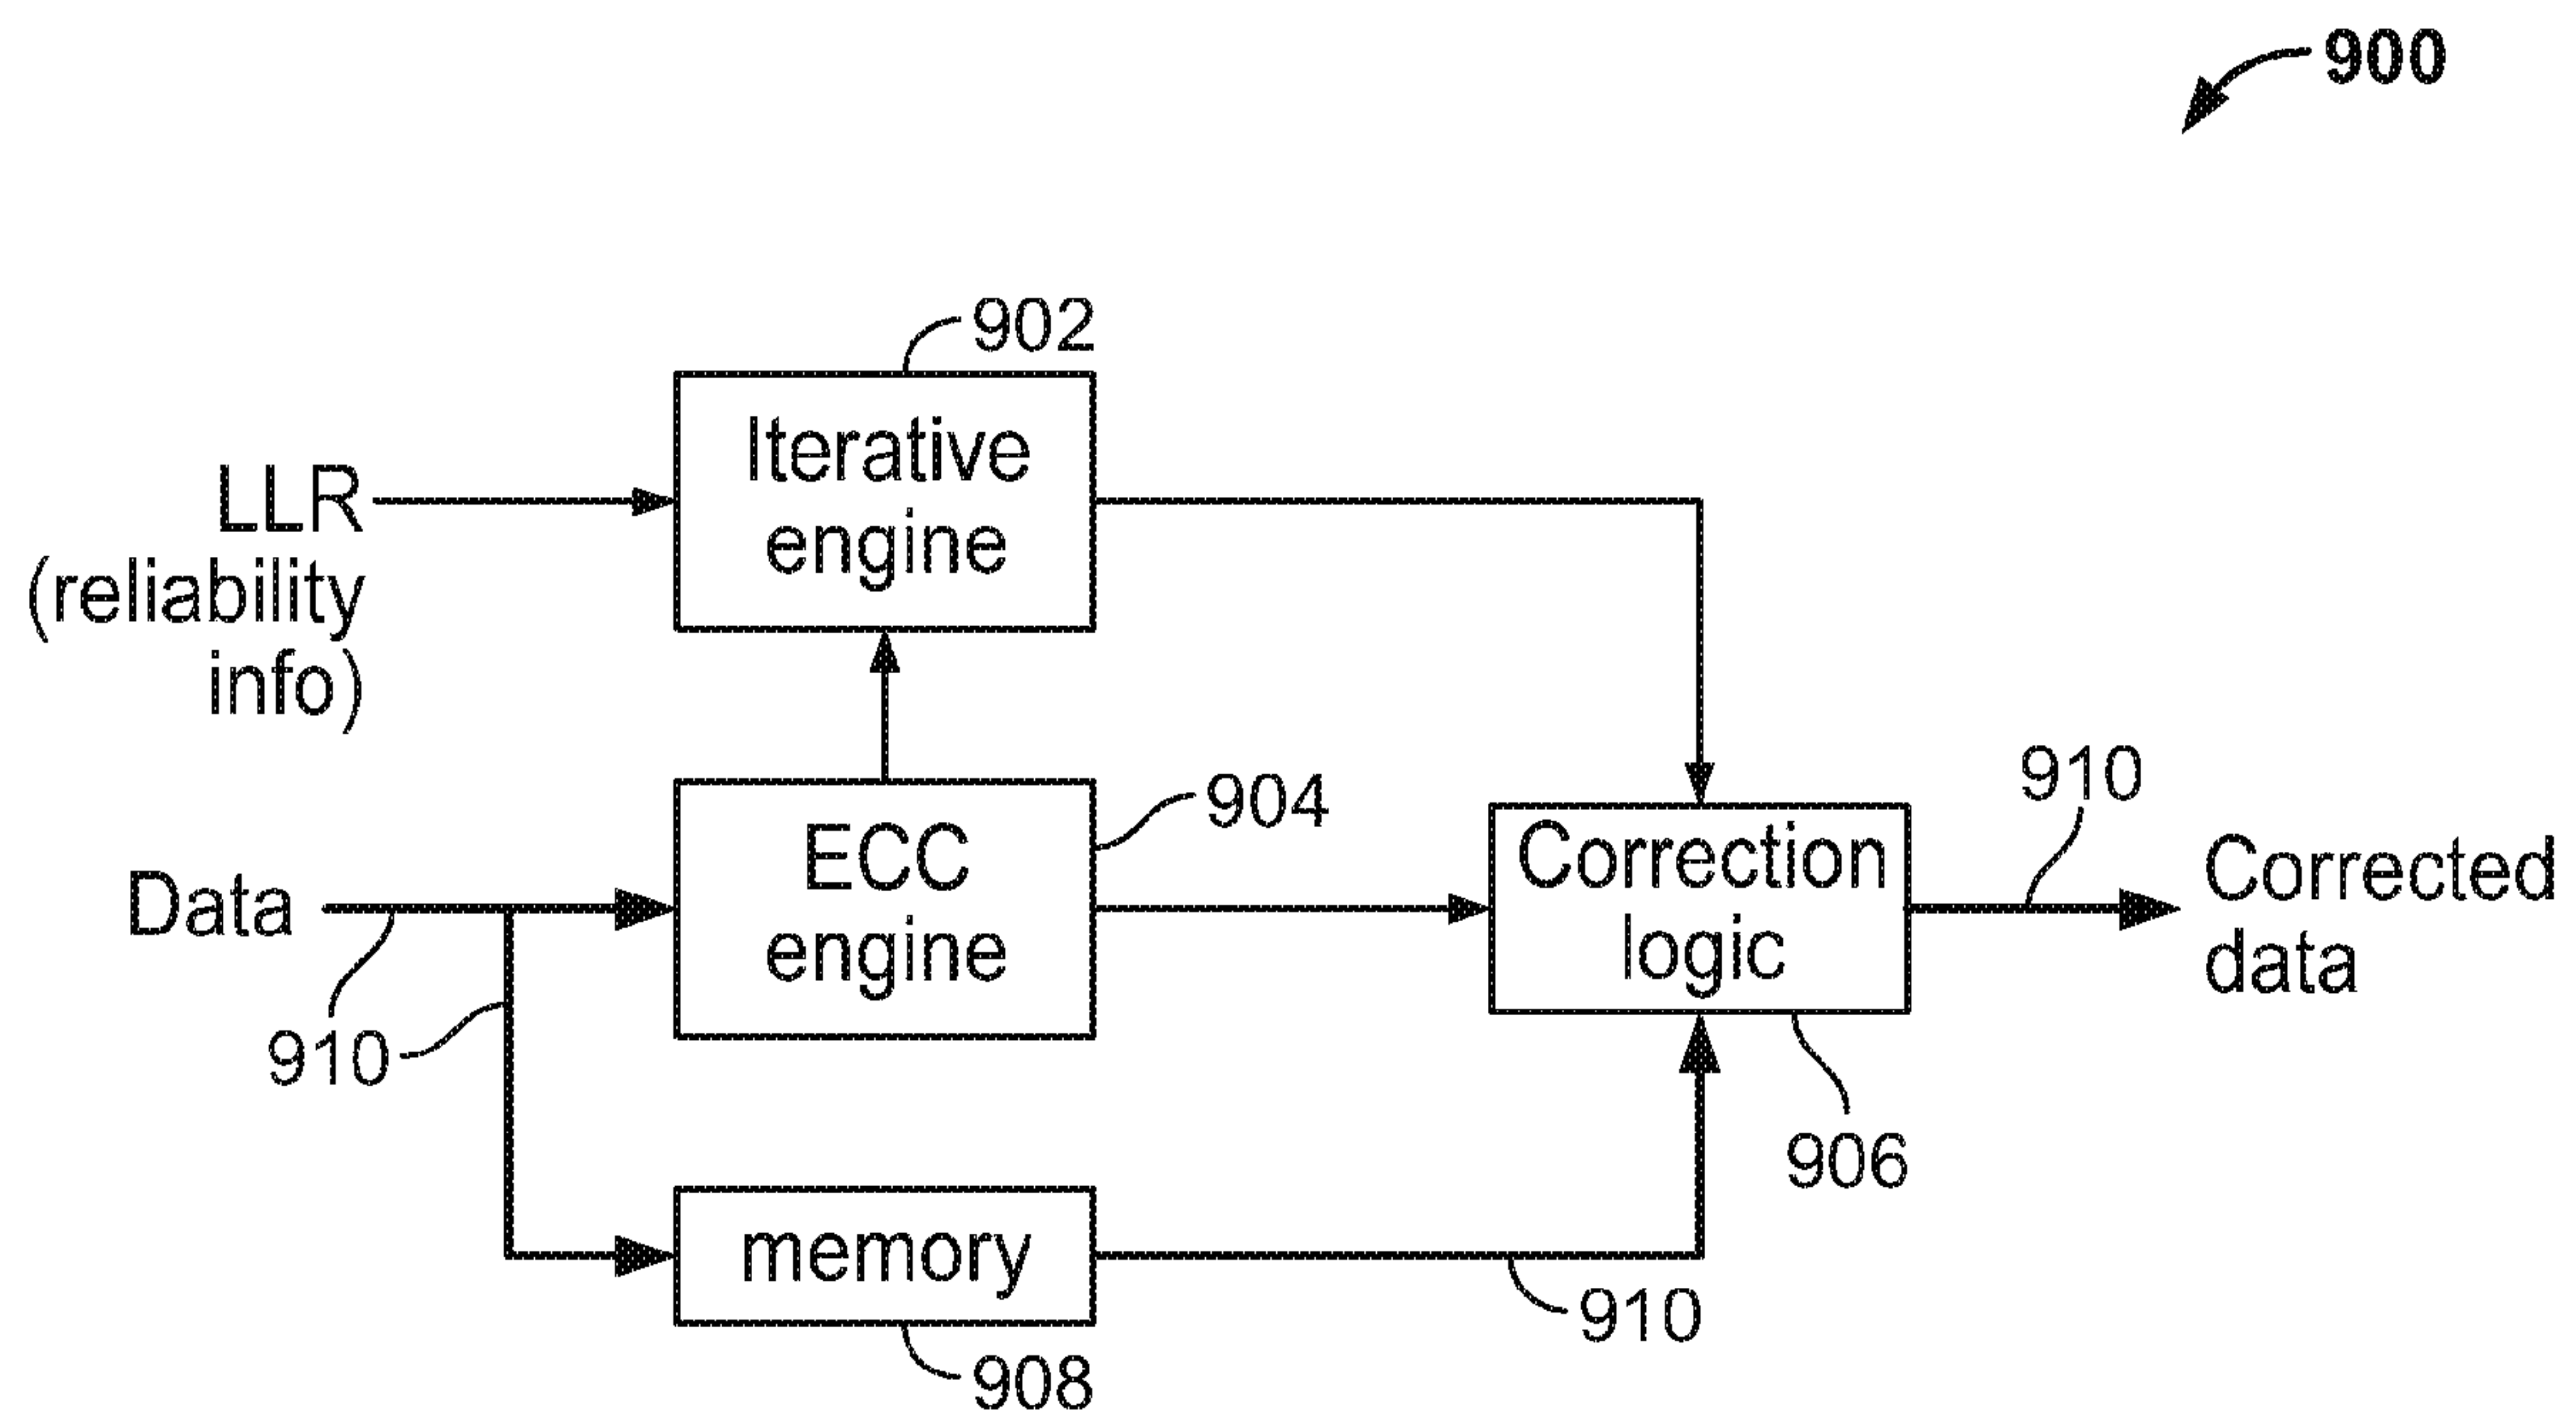 900
902
Iterative
engine
LLR
(reliability
info)
904
ECC
engine
910
Correction
logic
Corrected
data
Data
910
906
memory
910
908